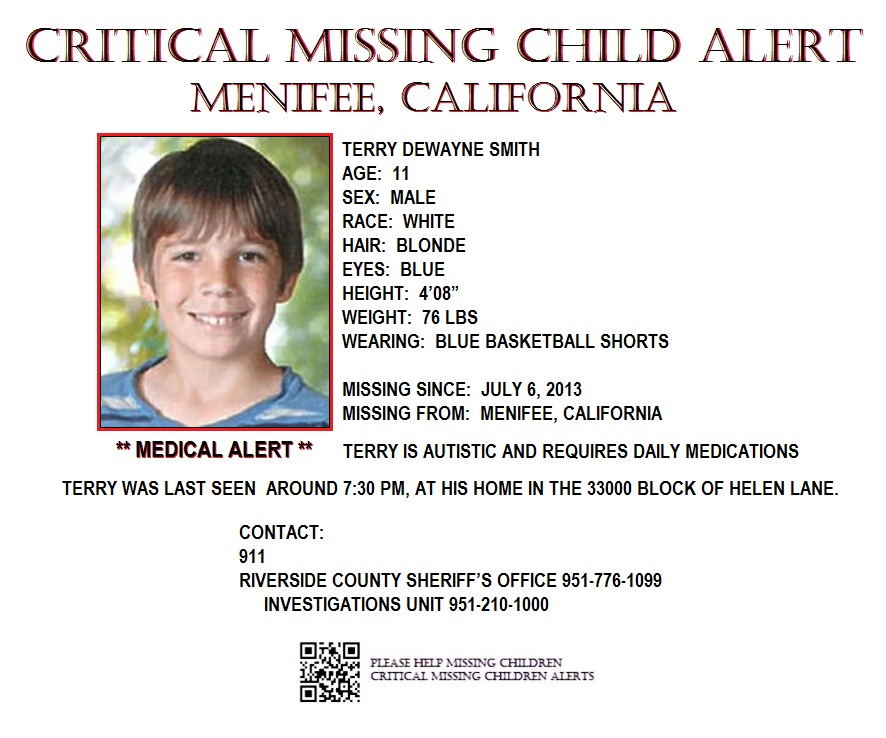 CRITICAL MISSING CHILD ALERT
MENIFEE, CALIFORNIA
TERRY DEWAYNE SMITH
AGE:  11
SEX:  MALE
RACE:  WHITE
HAIR:  BLONDE
EYES:  BLUE
HEIGHT:  4’08”
WEIGHT:  76 LBS
WEARING:  BLUE BASKETBALL SHORTS
MISSING SINCE:  JULY 6, 2013
MISSING FROM:  MENIFEE, CALIFORNIA
** MEDICAL ALERT ** TERRY IS AUTISTIC AND REQUIRES DAILY MEDICATIONS
TERRY WAS LAST SEEN  AROUND 7:30 PM, AT HIS HOME IN THE 33000 BLOCK OF HELEN LANE.
CONTACT:
911
RIVERSIDE COUNTY SHERIFF’S OFFICE 951-776-1099
INVESTIGATIONS UNIT 951-210-1000
PLEASE HELP MISSING CHILDREN
CRITICAL MISSING CHILDREN ALERTS